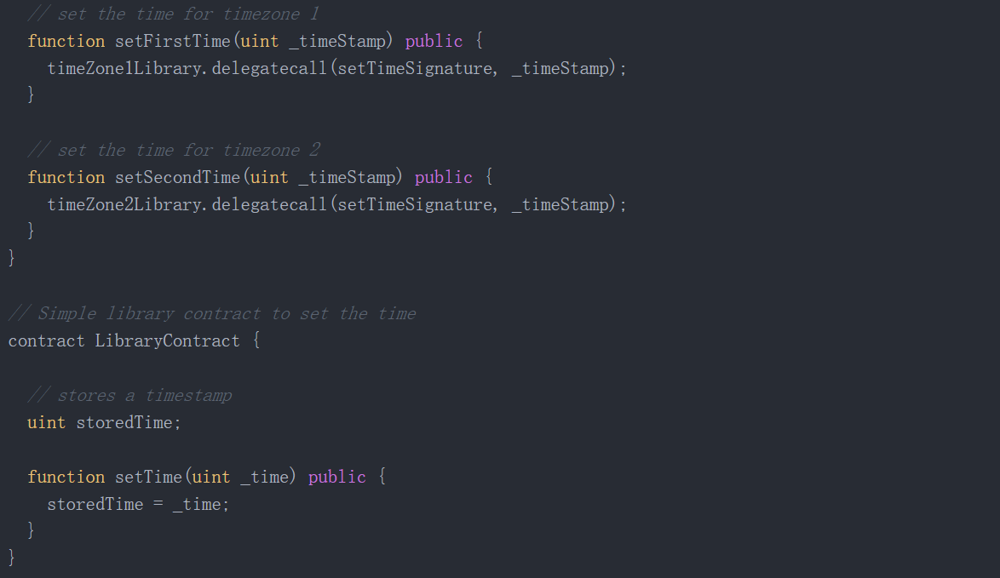 // set the time for timezone 1
function setFirstTime(uint _timeStamp) public {
timeZone1Library.delegatecall(setTimeSignature, _timeStamp);
}
// set the time for timezone 2
function setSecondTime(uint _timeStamp) public {
timeZone2Library.delegatecall(setTimeSignature, _timeStamp);
}
}
// Simple library contract to set the time
contract LibraryContract {
// stores a timestamp
uint storedTime;
function setTime(uint _time) public {
storedTime = _time;
}
}